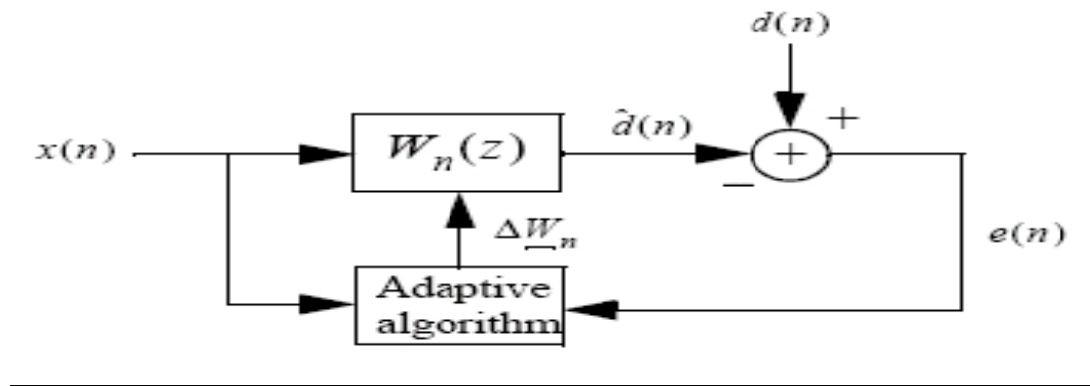 d(n)
x(n)
W_n(z)
d̂(n)
+
+
−
ΔW_n
e(n)
Adaptive
algorithm